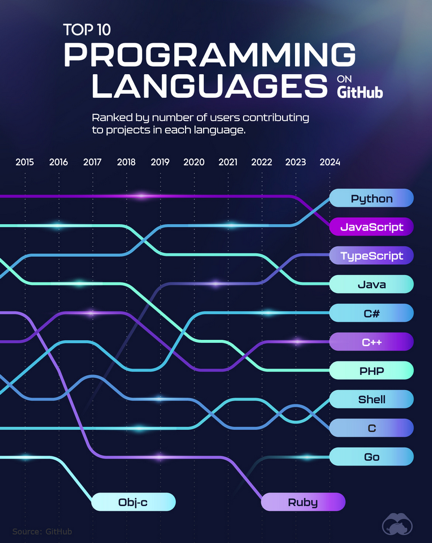 TOP 10
PROGRAMMING
LANGUAGES ON GitHub
Ranked by number of users contributing
to projects in each language.
2015 2016 2017 2018 2019 2020 2021 2022 2023 2024
Python
JavaScript
TypeScript
Java
C#
C++
PHP
Shell
C
Go
Obj-c
Ruby
Source: GitHub